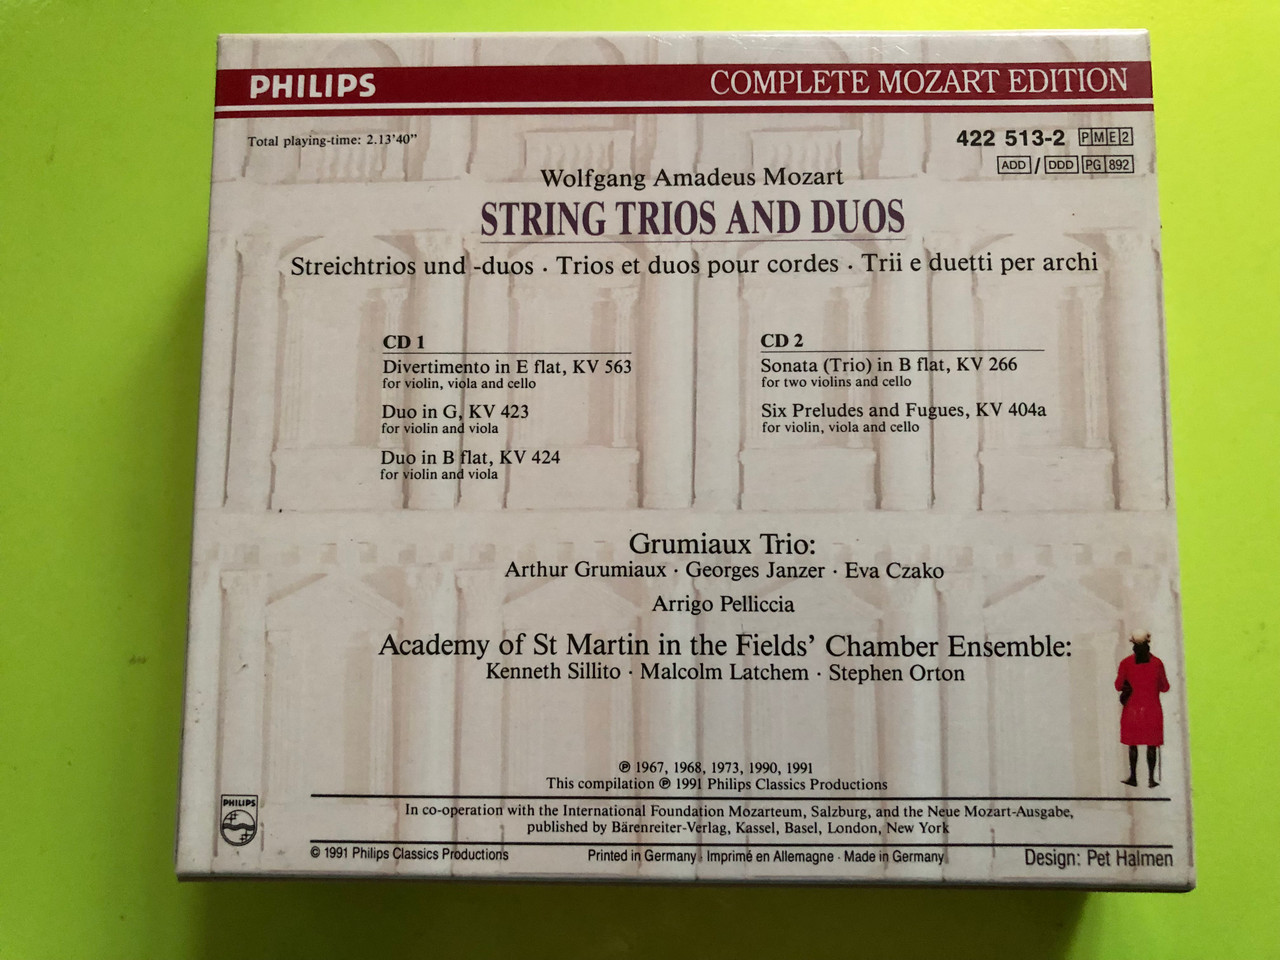 PHILIPS
COMPLETE MOZART EDITION
Total playing-time: 2.13'40"
422 513-2 PME2
ADD / DDD PG 892
Wolfgang Amadeus Mozart
STRING TRIOS AND DUOS
Streichtrios und -duos · Trios et duos pour cordes · Trii e duetti per archi
CD 1
Divertimento in E flat, KV 563
for violin, viola and cello
Duo in G, KV 423
for violin and viola
Duo in B flat, KV 424
for violin and viola
CD 2
Sonata (Trio) in B flat, KV 266
for two violins and cello
Six Preludes and Fugues, KV 404a
for violin, viola and cello
Grumiaux Trio:
Arthur Grumiaux · Georges Janzer · Eva Czako
Arrigo Pelliccia
Academy of St Martin in the Fields' Chamber Ensemble:
Kenneth Sillito · Malcolm Latchem · Stephen Orton
℗ 1967, 1968, 1973, 1990, 1991
This compilation ℗ 1991 Philips Classics Productions
PHILIPS
In co-operation with the International Foundation Mozarteum, Salzburg, and the Neue Mozart-Ausgabe,
published by Bärenreiter-Verlag, Kassel, Basel, London, New York
© 1991 Philips Classics Productions
Printed in Germany · Imprimé en Allemagne · Made in Germany
Design: Pet Halmen